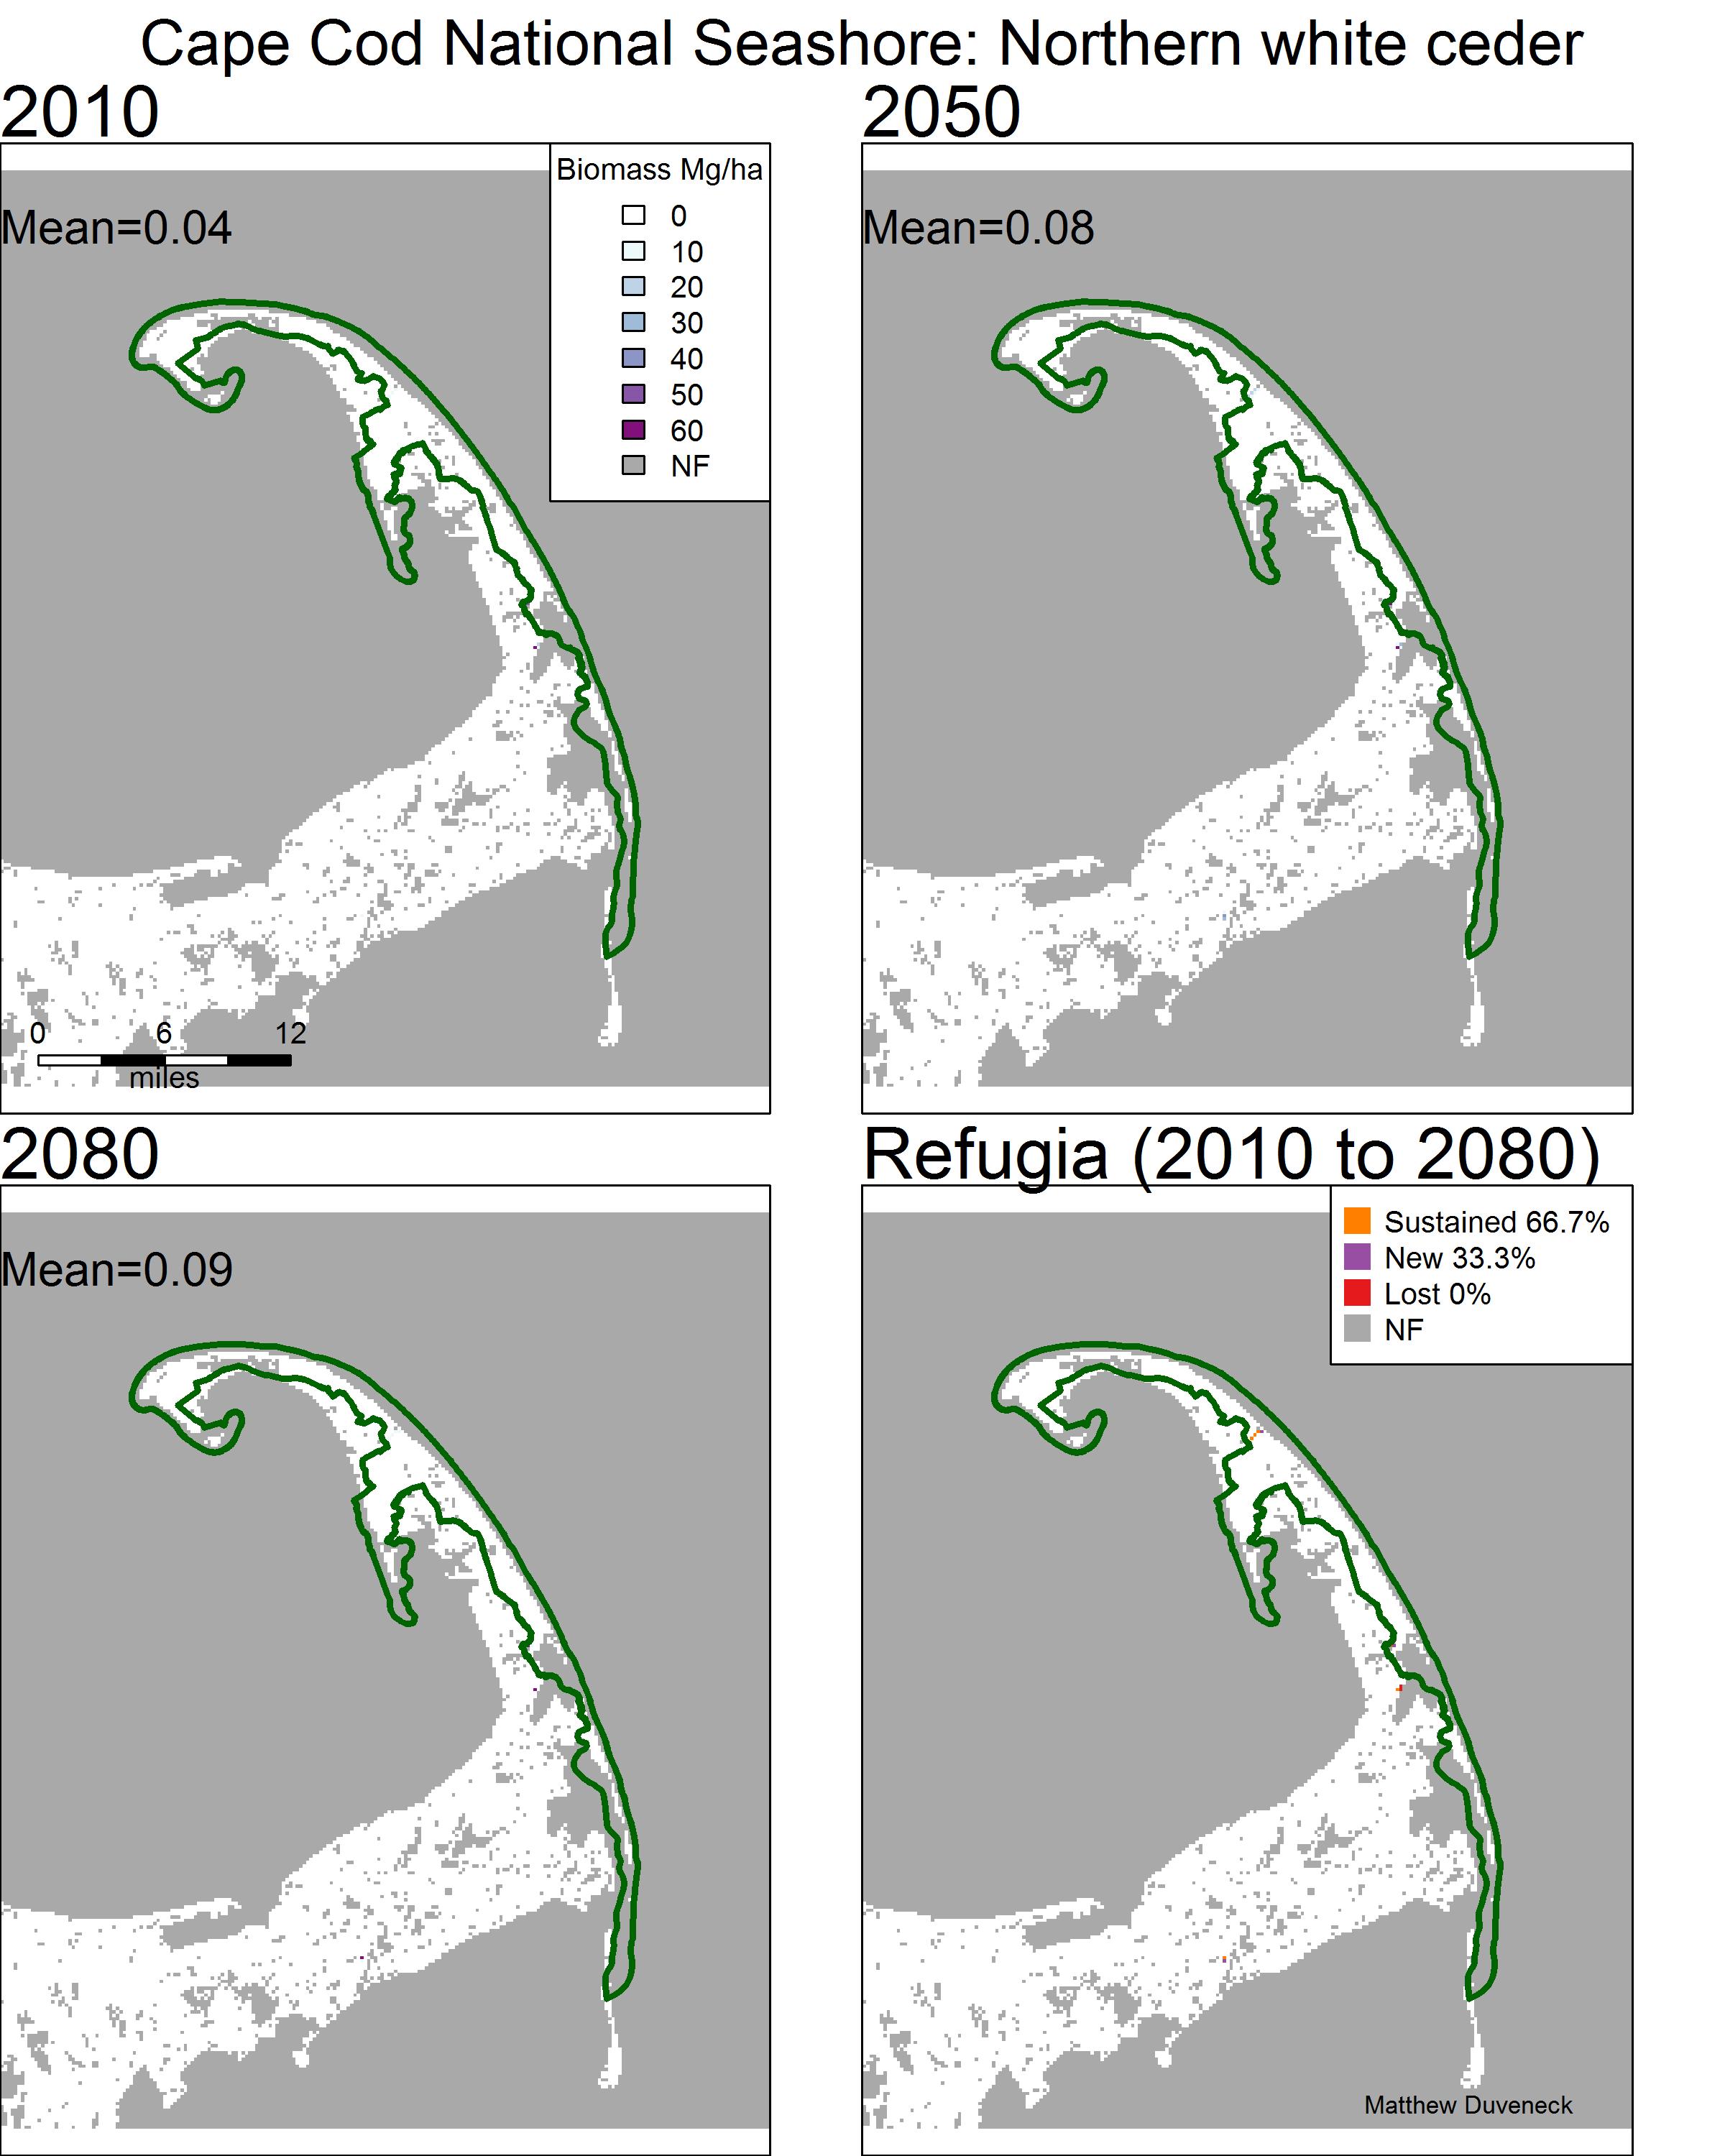 Cape Cod National Seashore: Northern white ceder
2010
2050
Biomass Mg/ha
0
10
20
30
40
50
60
NF
Mean=0.04
Mean=0.08
0 6 12
miles
2080
Refugia (2010 to 2080)
Mean=0.09
Sustained 66.7%
New 33.3%
Lost 0%
NF
Matthew Duveneck